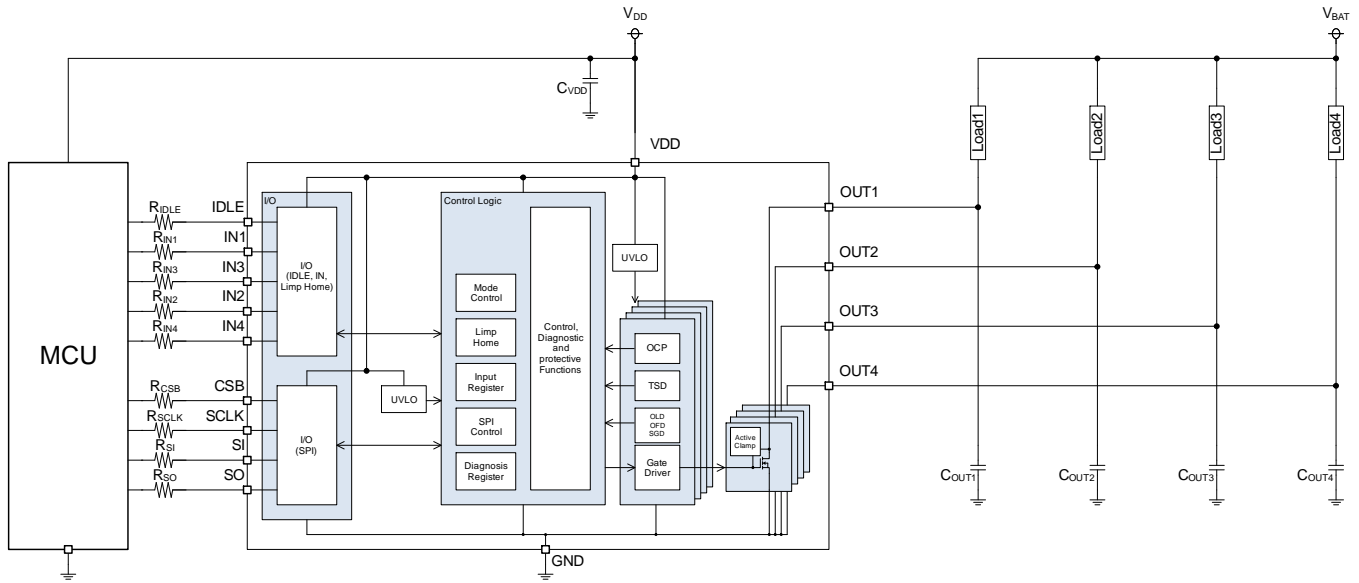 VDD
VBAT
CVDD
VDD
Load1
Load2
Load3
Load4
MCU
RIDLE
IDLE
RIN1
IN1
RIN3
IN3
RIN2
IN2
RIN4
IN4
RCSB
CSB
RSCLK
SCLK
RSI
SI
RSO
SO
I/O
I/O
(IDLE, IN,
Limp Home)
I/O
(SPI)
UVLO
Control Logic
Mode
Control
Limp
Home
Input
Register
SPI
Control
Diagnosis
Register
Control,
Diagnostic
and
protective
Functions
UVLO
OCP
TSD
OLD
OFD
SGD
Gate
Driver
Active
Clamp
OUT1
OUT2
OUT3
OUT4
COUT1
COUT2
COUT3
COUT4
GND